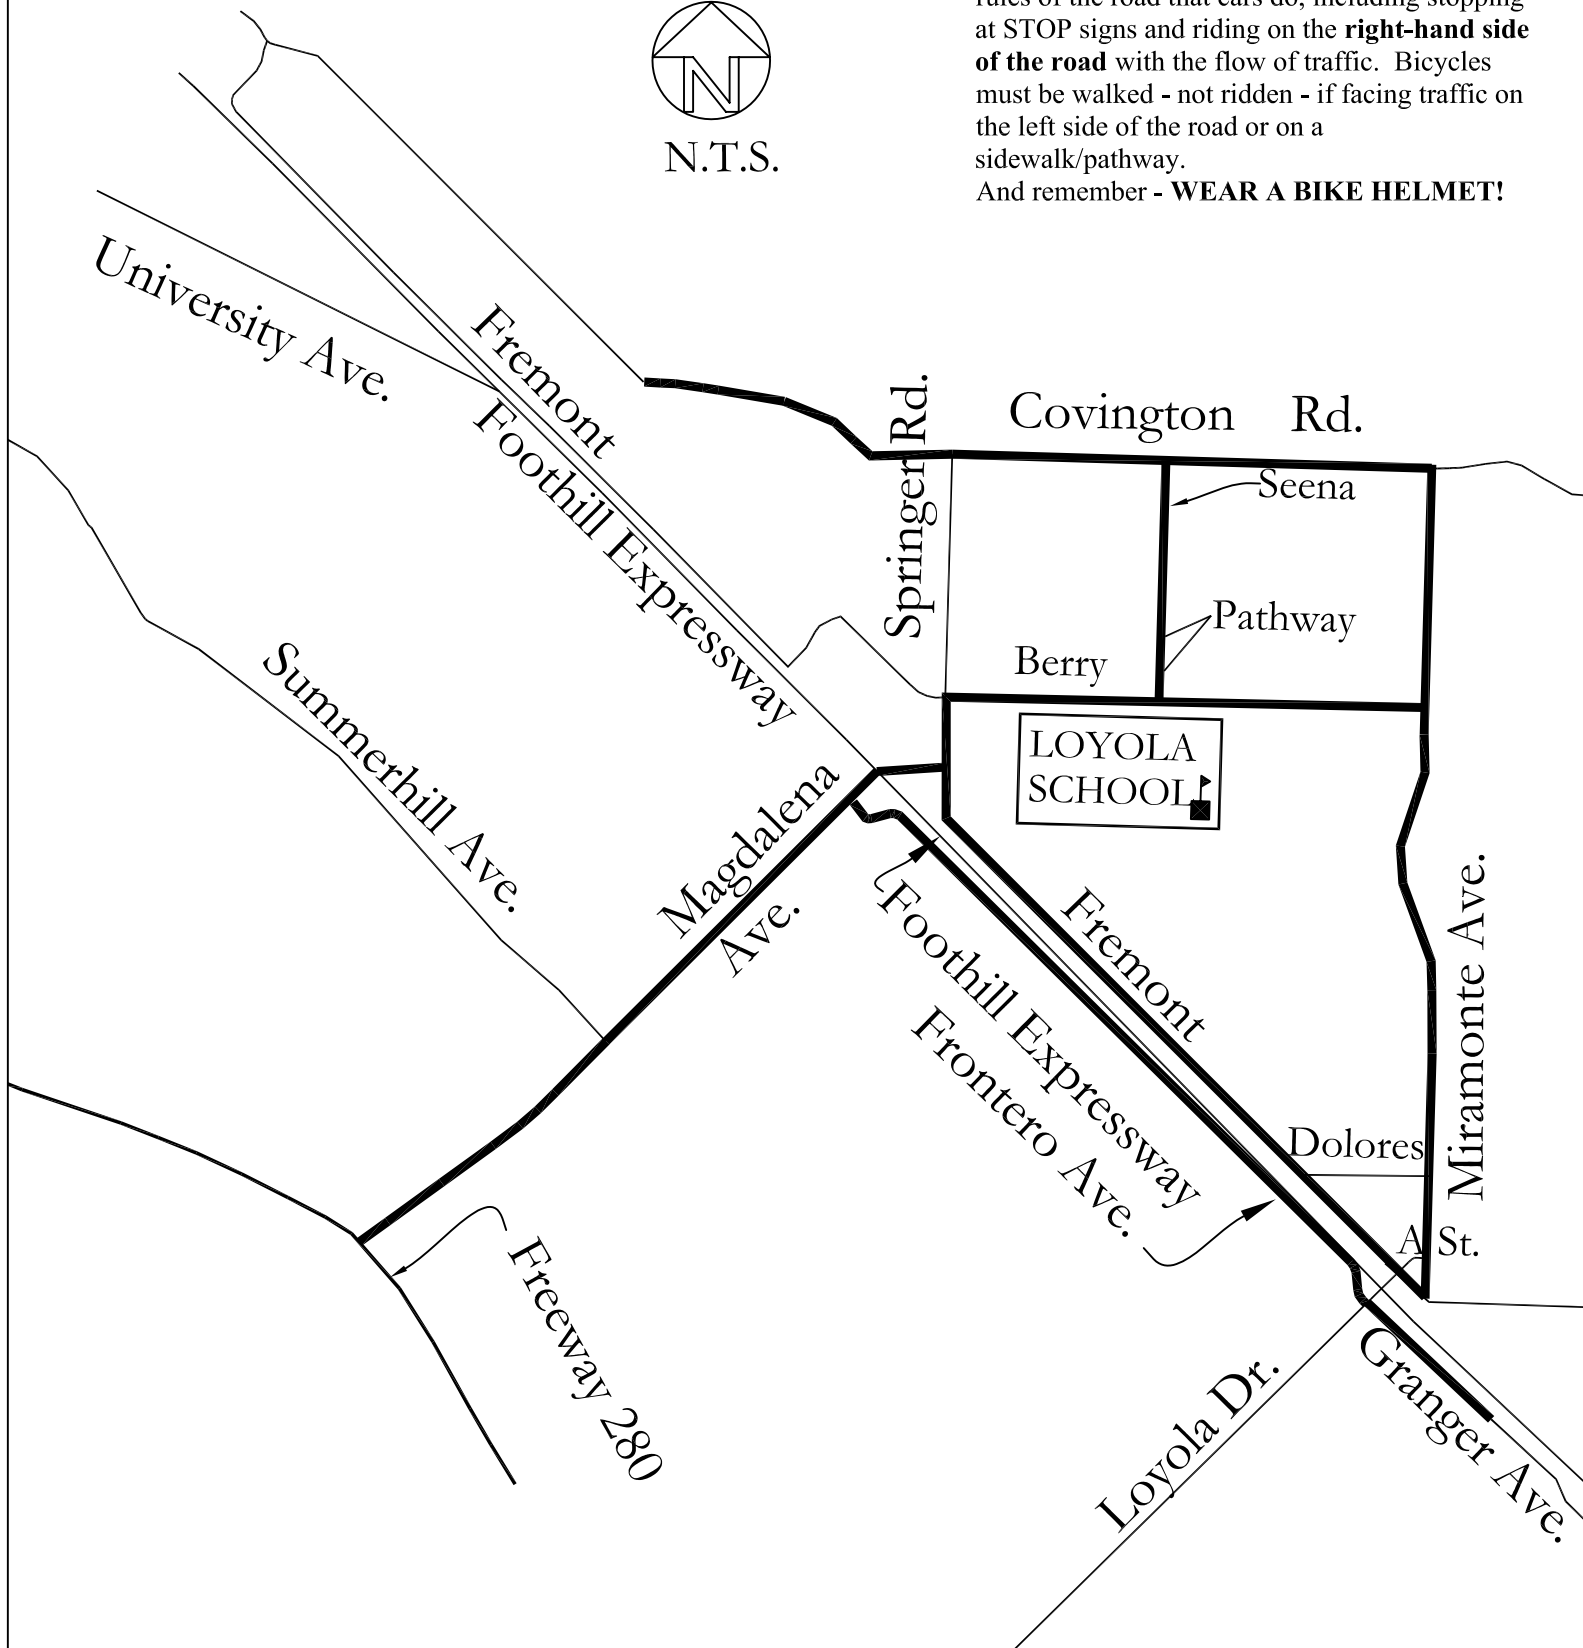 rules of the road that cars do, including stopping
at STOP signs and riding on the right-hand side
of the road with the flow of traffic. Bicycles
must be walked - not ridden - if facing traffic on
the left side of the road or on a
sidewalk/pathway.
And remember - WEAR A BIKE HELMET!
N
N.T.S.
University Ave.
Fremont
Foothill Expressway
Springer Rd.
Covington Rd.
Seena
Pathway
Berry
LOYOLA
SCHOOL
Summerhill Ave.
Magdalena
Ave.
Foothill Expressway
Frontero Ave.
Fremont
Miramonte Ave.
Dolores
A St.
Freeway 280
Loyola Dr.
Granger Ave.